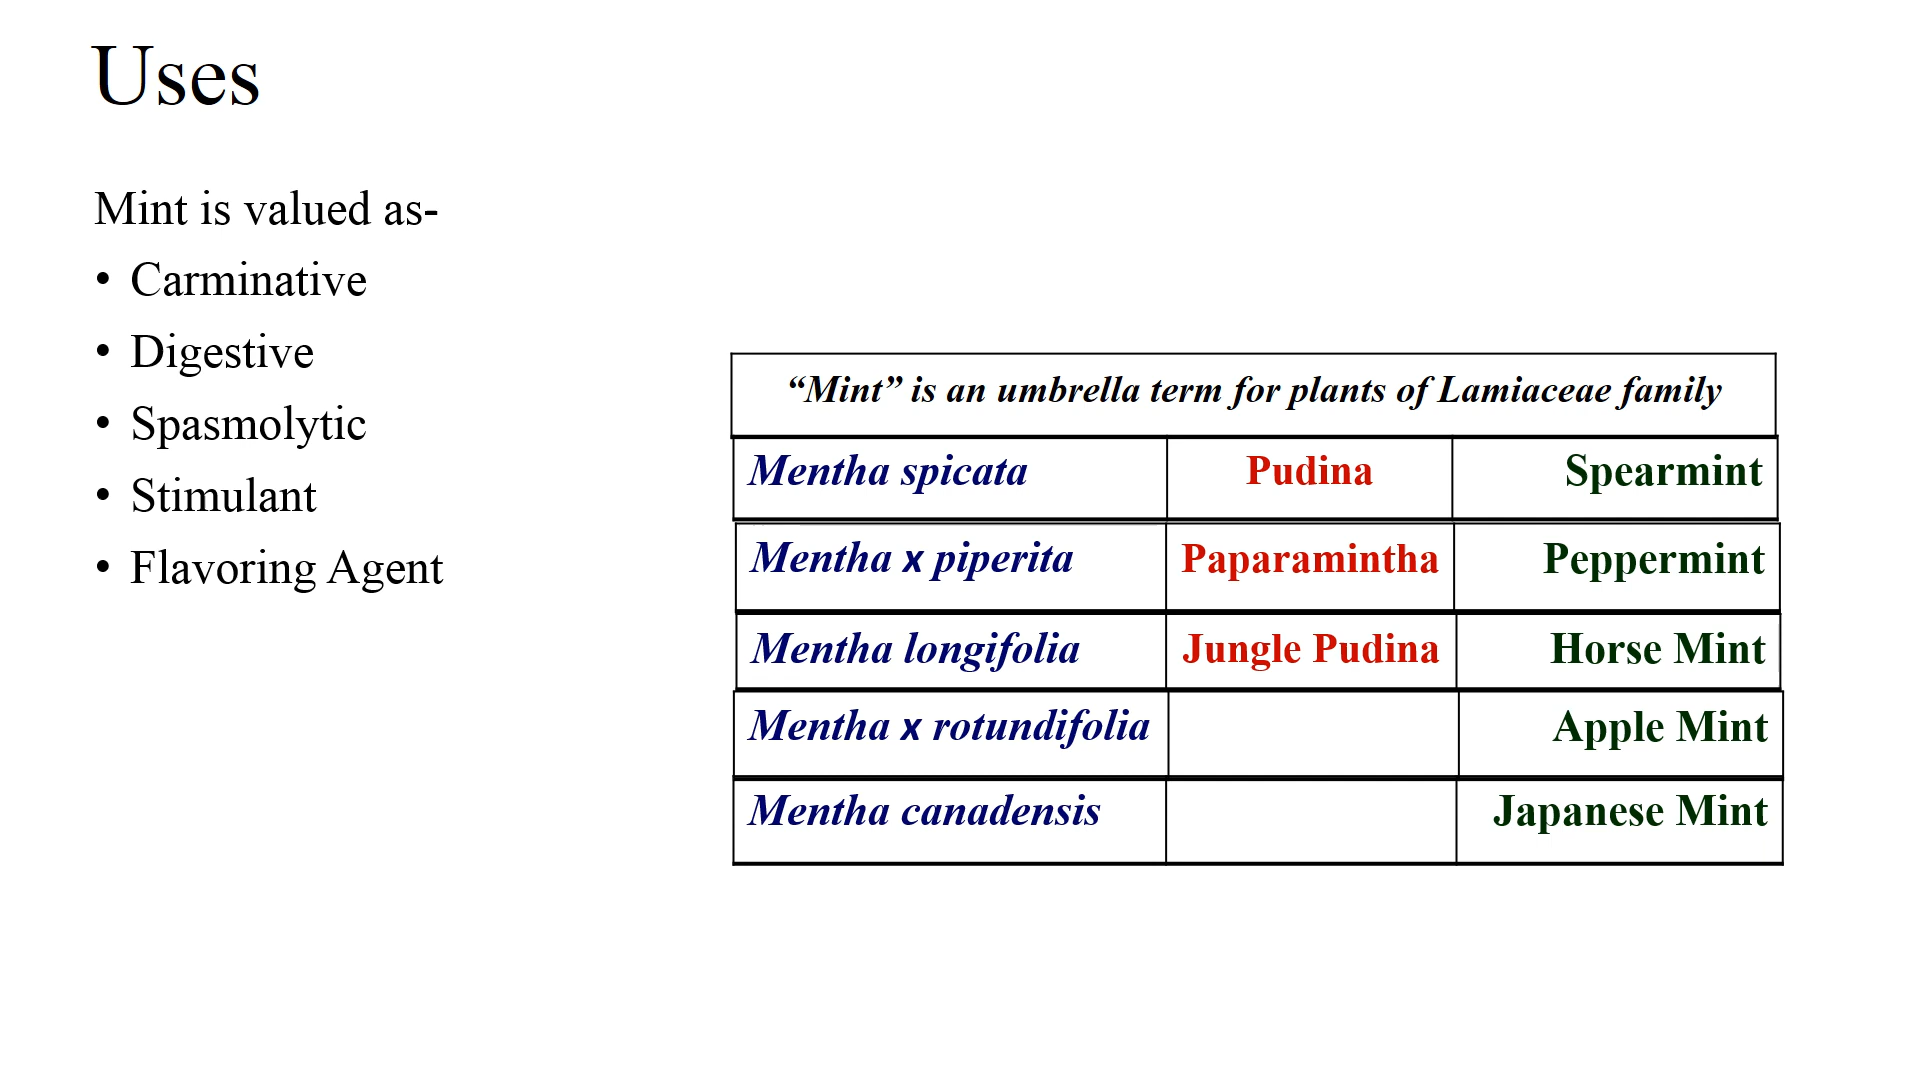 Uses
Mint is valued as-
• Carminative
• Digestive
• Spasmolytic
• Stimulant
• Flavoring Agent
“Mint” is an umbrella term for plants of Lamiaceae family
Mentha spicata Pudina Spearmint
Mentha x piperita Paparamintha Peppermint
Mentha longifolia Jungle Pudina Horse Mint
Mentha x rotundifolia Apple Mint
Mentha canadensis Japanese Mint